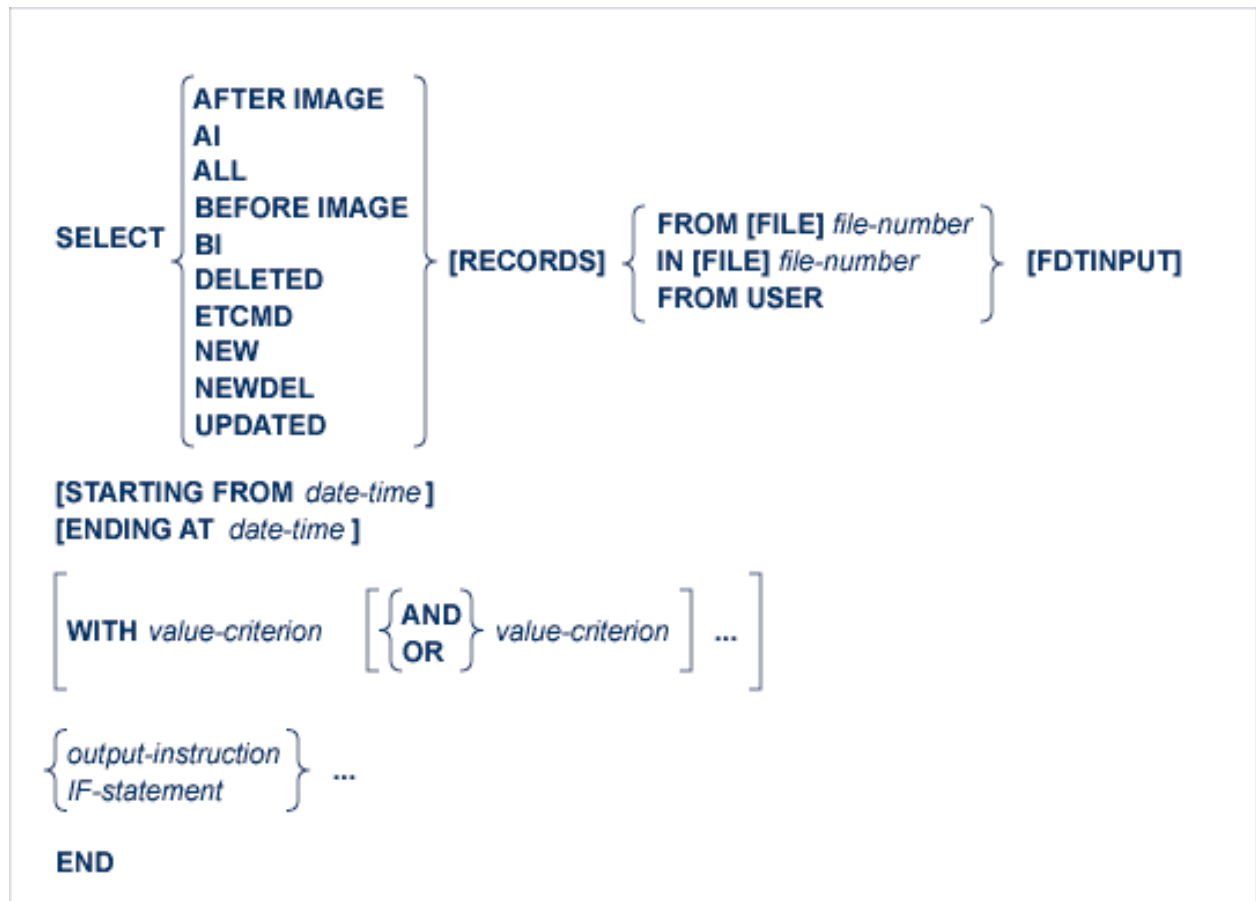 SELECT
AFTER IMAGE
AI
ALL
BEFORE IMAGE
BI
DELETED
ETCMD
NEW
NEWDEL
UPDATED
[RECORDS]
FROM [FILE] file-number
IN [FILE] file-number
FROM USER
[FDTINPUT]
[STARTING FROM date-time]
[ENDING AT date-time]
WITH value-criterion
AND
OR
value-criterion
...
output-instruction
IF-statement
...
END